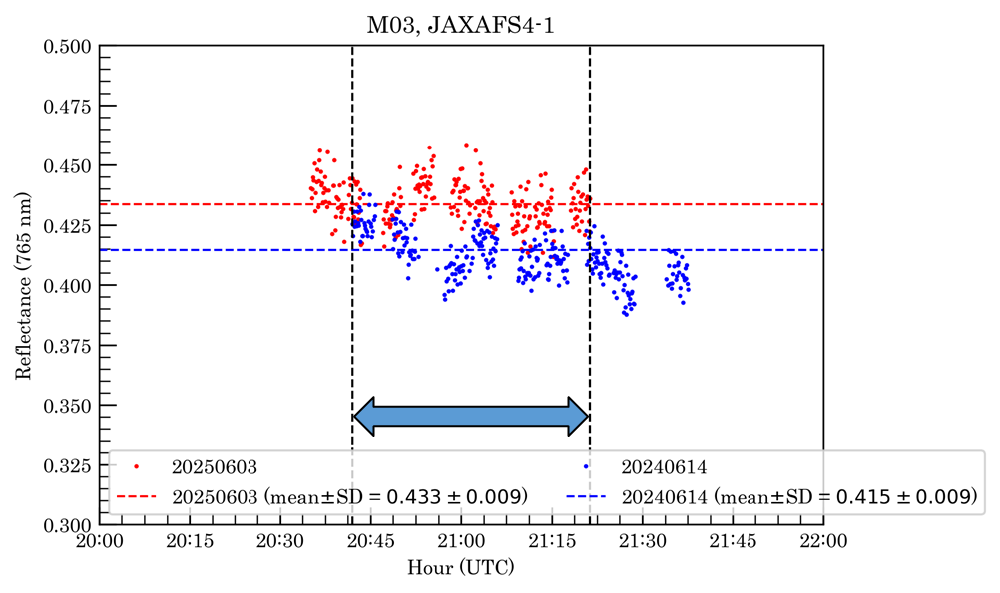 M03, JAXAFS4-1
Reflectance (765 nm)
0.500
0.475
0.450
0.425
0.400
0.375
0.350
0.325
0.300
20250603
20240614
20250603 (mean±SD = 0.433 ± 0.009)
20240614 (mean±SD = 0.415 ± 0.009)
20:00 20:15 20:30 20:45 21:00 21:15 21:30 21:45 22:00
Hour (UTC)